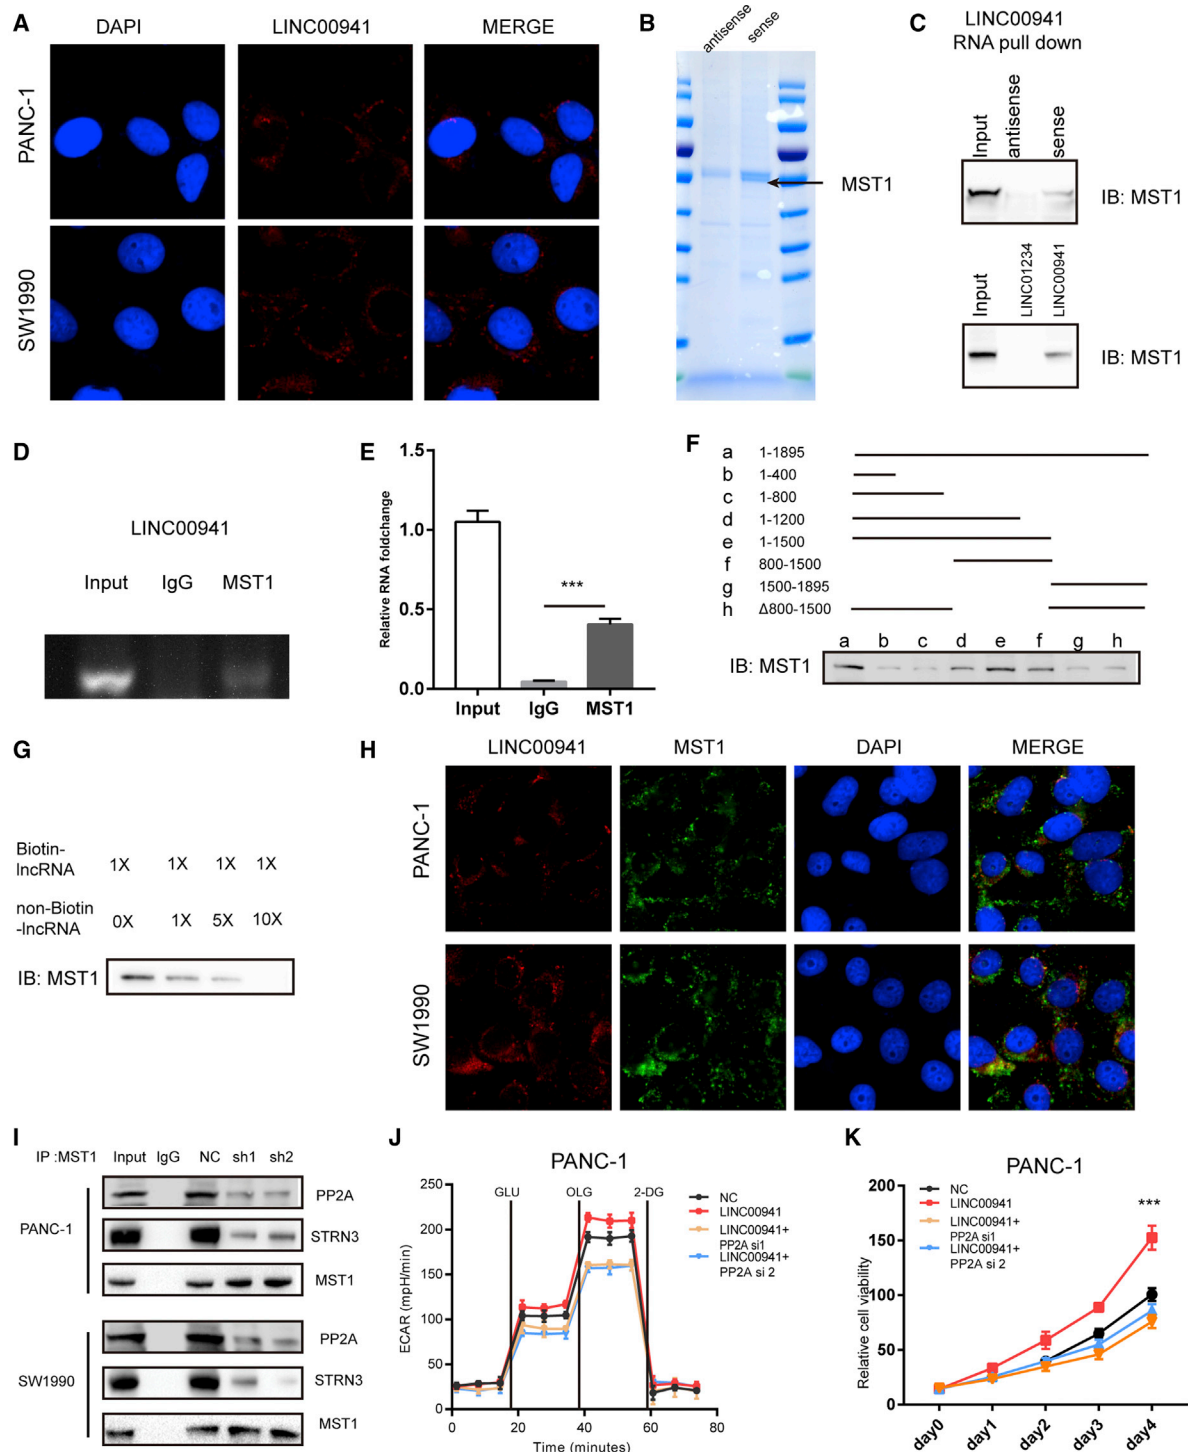 A
DAPI LINC00941 MERGE
PANC-1
SW1990
B
antisense sense
MST1
C
LINC00941
RNA pull down
Input antisense sense
IB: MST1
Input LINC01234 LINC00941
IB: MST1
D
LINC00941
Input IgG MST1
E
Relative RNA foldchange
1.5
1.0
0.5
0.0
***
Input IgG MST1
F
a 1-1895
b 1-400
c 1-800
d 1-1200
e 1-1500
f 800-1500
g 1500-1895
h Δ800-1500
a b c d e f g h
IB: MST1
G
Biotin-
lncRNA 1X 1X 1X 1X
non-Biotin
-lncRNA 0X 1X 5X 10X
IB: MST1
H
LINC00941 MST1 DAPI MERGE
PANC-1
SW1990
I
IP :MST1 Input IgG NC sh1 sh2
PANC-1
PP2A
STRN3
MST1
SW1990
PP2A
STRN3
MST1
J
PANC-1
ECAR (mpH/min)
250
200
150
100
50
0
GLU OLG 2-DG
NC
LINC00941
LINC00941+
PP2A si1
LINC00941+
PP2A si 2
0 20 40 60 80
Time (minutes)
K
PANC-1
Relative cell viability
200
150
100
50
0
NC
LINC00941
LINC00941+
PP2A si1
LINC00941+
PP2A si 2
***
day0 day1 day2 day3 day4